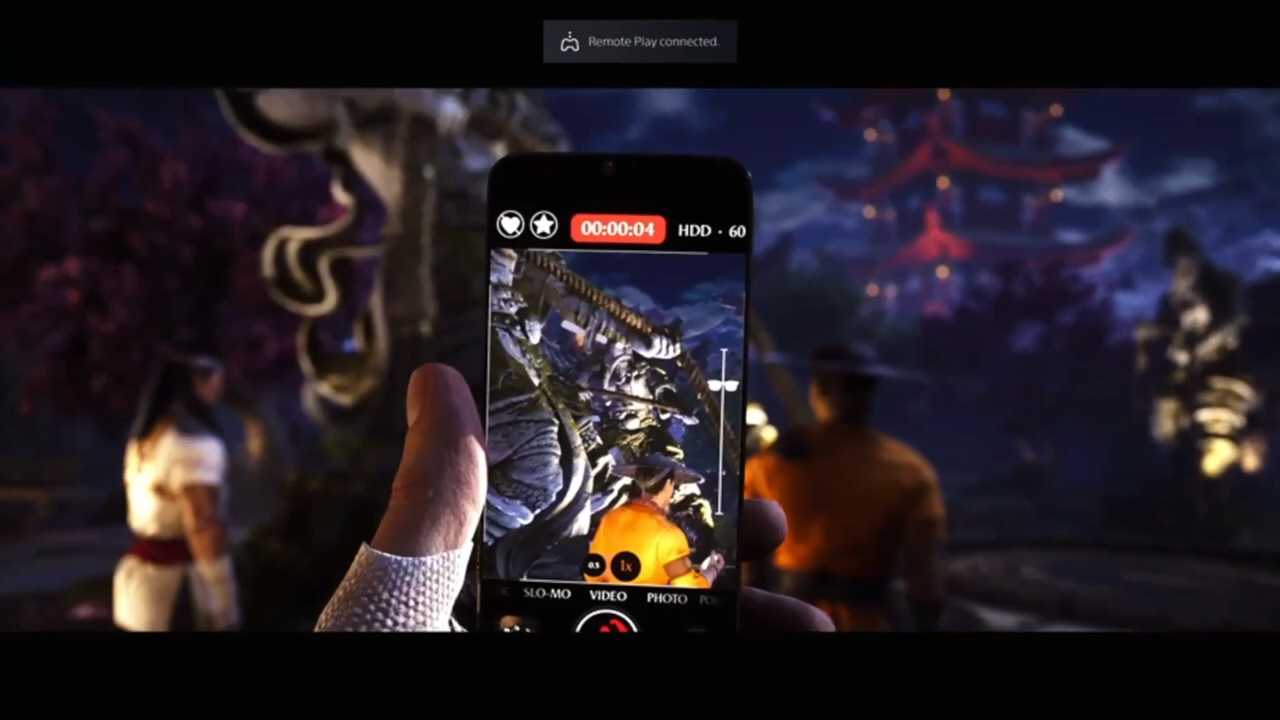 Remote Play connected.
00:00:04 HDD · 60
0.5 1x
SLO-MO VIDEO PHOTO